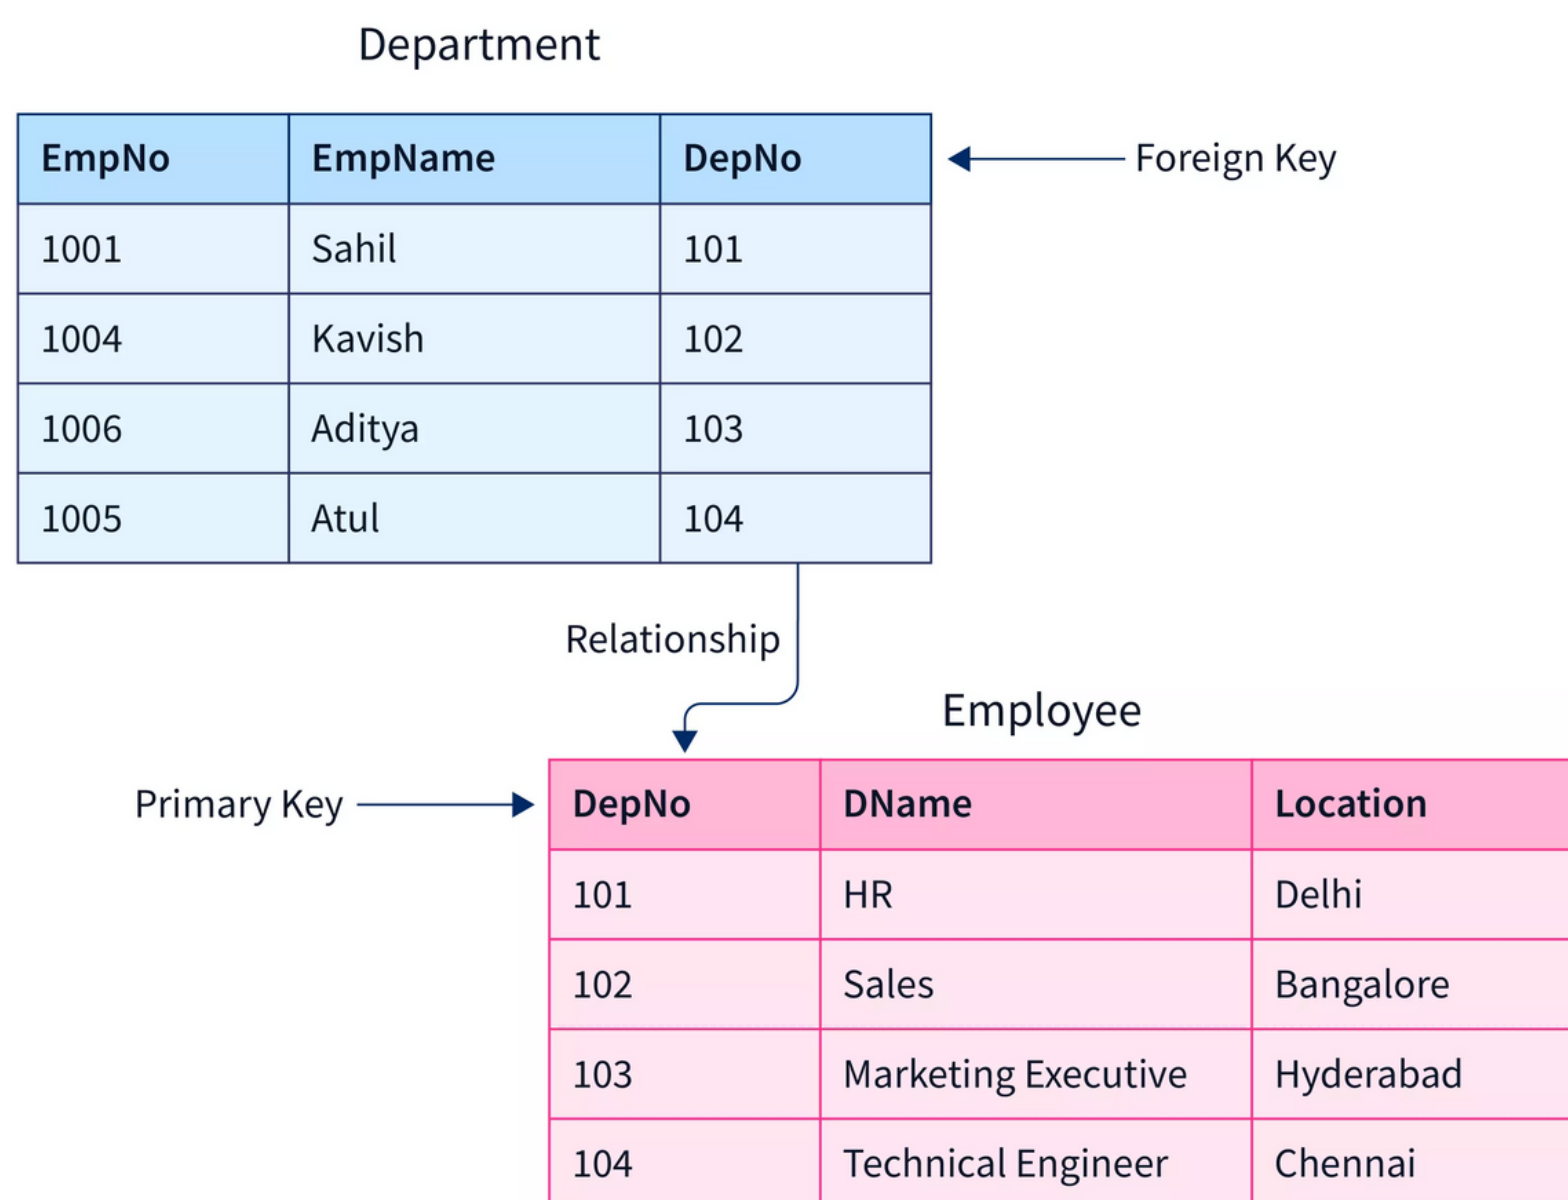 Department
EmpNo EmpName DepNo
Foreign Key
1001 Sahil 101
1004 Kavish 102
1006 Aditya 103
1005 Atul 104
Relationship
Employee
Primary Key
DepNo DName Location
101 HR Delhi
102 Sales Bangalore
103 Marketing Executive Hyderabad
104 Technical Engineer Chennai